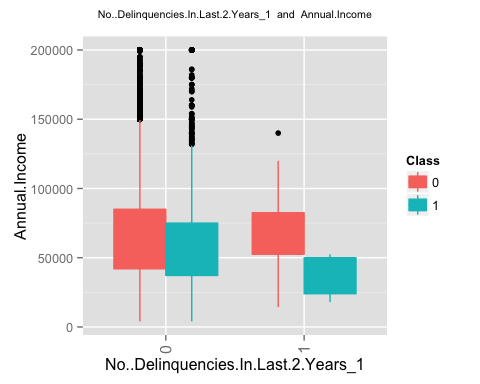 No..Delinquencies.In.Last.2.Years_1 and Annual.Income
200000
150000
100000
50000
0
Annual.Income
0
1
No..Delinquencies.In.Last.2.Years_1
Class
0
1